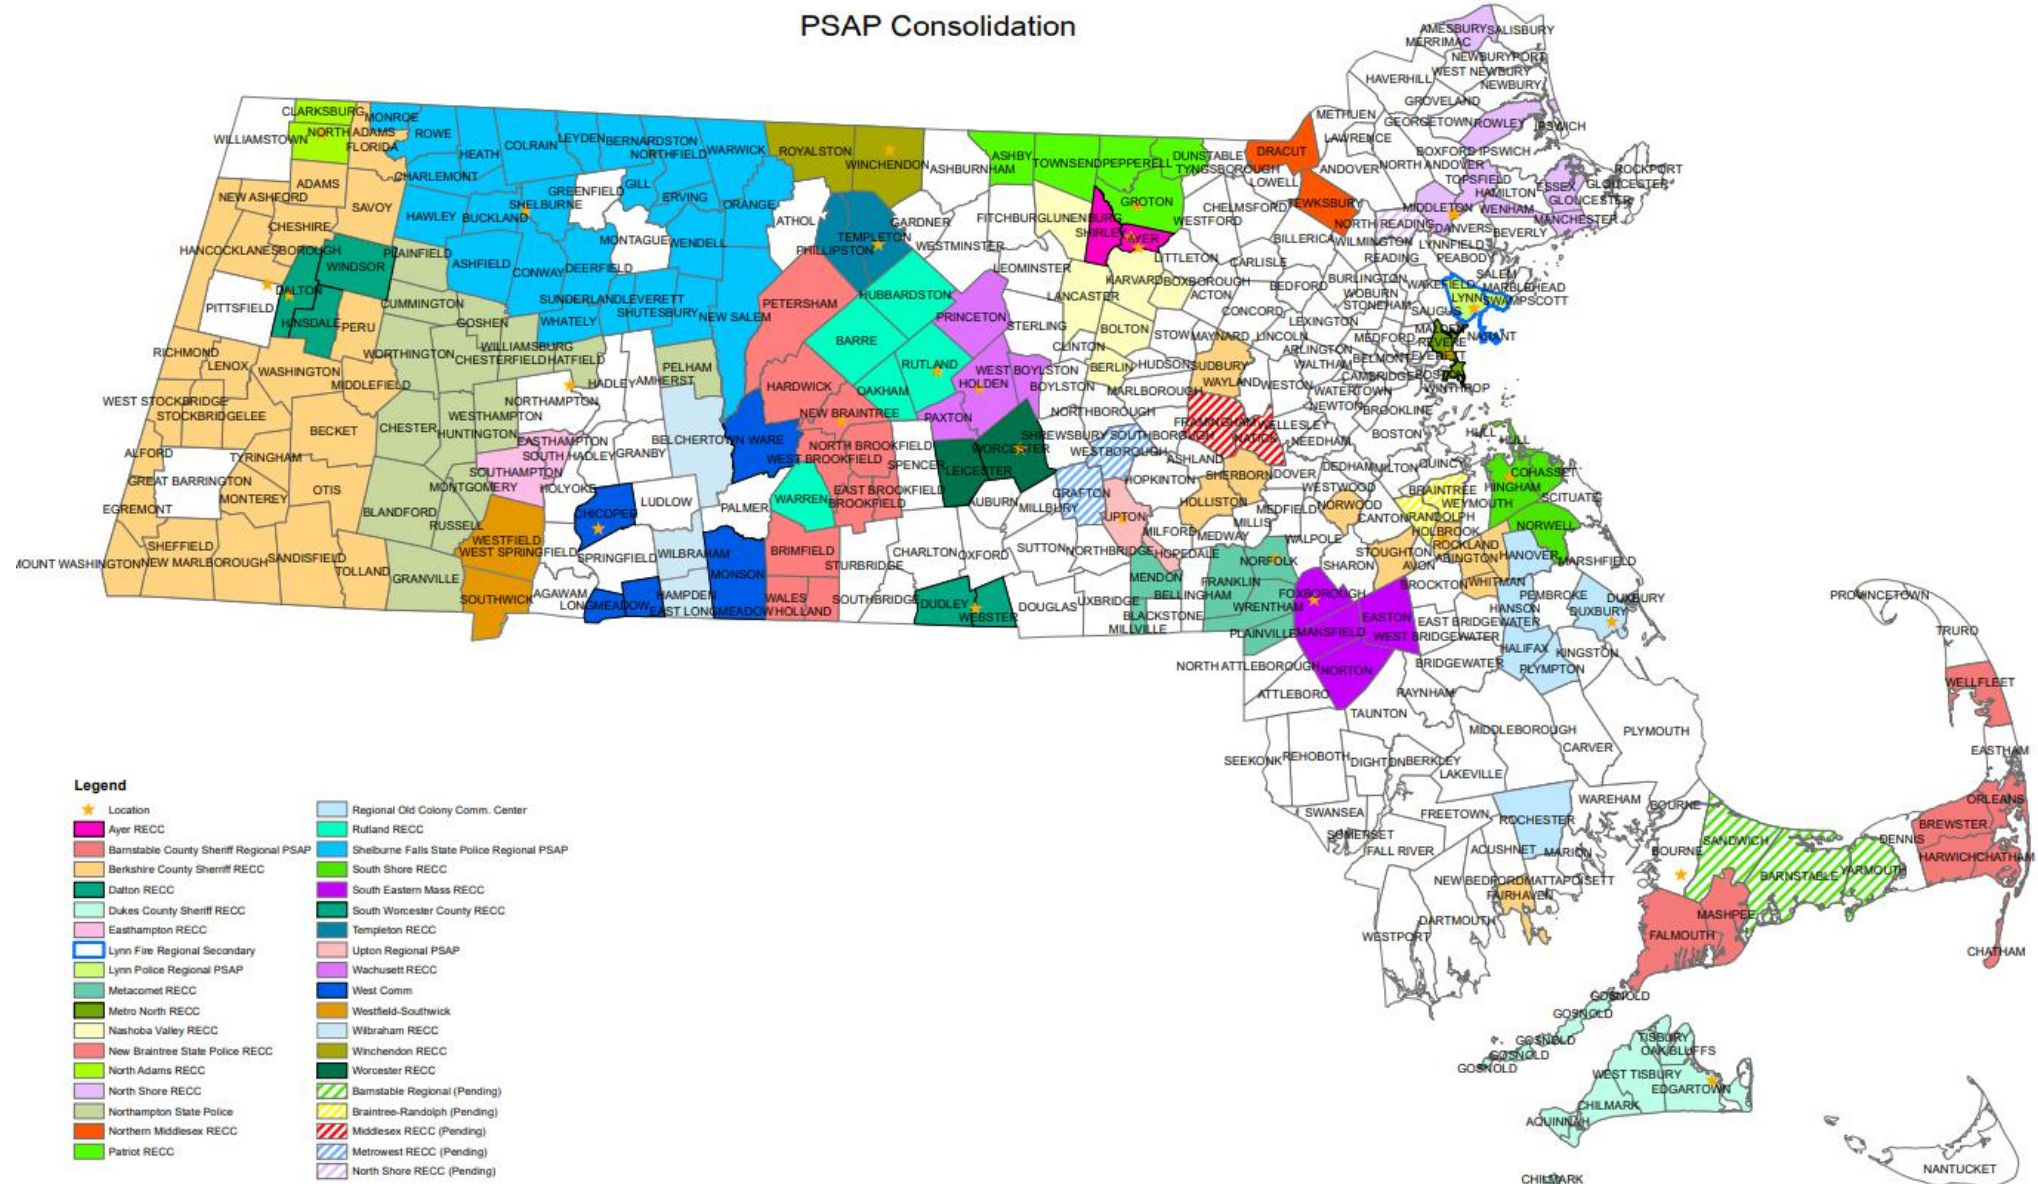 PSAP Consolidation
AMESBURY
SALISBURY
MERRIMAC
NEWBURYPORT
WEST NEWBURY
HAVERHILL
NEWBURY
GROVELAND
METHUEN
GEORGETOWN
ROWLEY
IPSWICH
LAWRENCE
BOXFORD
IPSWICH
ANDOVER
NORTH ANDOVER
TOPSFIELD
ROCKPORT
HAMILTON
ESSEX
GLOUCESTER
GLOUCESTER
MIDDLETON
WENHAM
MANCHESTER
NORTH READING
DANVERS
BEVERLY
WILMINGTON
LYNNFIELD
READING
PEABODY
SALEM
MARBLEHEAD
WAKEFIELD
LYNN
SWAMPSCOTT
SAUGUS
NAHANT
CLARKSBURG
MONROE
WILLIAMSTOWN
NORTH ADAMS
FLORIDA
ROWE
HEATH
COLRAIN
LEYDEN
BERNARDSTON
NORTHFIELD
WARWICK
ROYALSTON
WINCHENDON
ASHBURNHAM
ASHBY
TOWNSEND
PEPPERELL
DUNSTABLE
TYNGSBOROUGH
DRACUT
LOWELL
TEWKSBURY
NEW ASHFORD
ADAMS
SAVOY
CHARLEMONT
HAWLEY
BUCKLAND
SHELBURNE
GREENFIELD
GILL
ERVING
ORANGE
ATHOL
PHILLIPSTON
TEMPLETON
GARDNER
WESTMINSTER
FITCHBURG
LUNENBURG
SHIRLEY
AYER
GROTON
WESTFORD
CHELMSFORD
BILLERICA
LITTLETON
CARLISLE
CHESHIRE
HANCOCK
LANESBOROUGH
WINDSOR
PLAINFIELD
ASHFIELD
CONWAY
DEERFIELD
MONTAGUE
WENDELL
LEOMINSTER
HARVARD
BOXBOROUGH
ACTON
BEDFORD
BURLINGTON
WOBURN
STONEHAM
PITTSFIELD
DALTON
HINSDALE
PERU
CUMMINGTON
GOSHEN
SUNDERLAND
LEVERETT
SHUTESBURY
WHATELY
NEW SALEM
PETERSHAM
HUBBARDSTON
PRINCETON
STERLING
LANCASTER
BOLTON
STOW
MAYNARD
CONCORD
LINCOLN
LEXINGTON
MEDFORD
MALDEN
REVERE
EVERETT
RICHMOND
LENOX
WASHINGTON
MIDDLEFIELD
WORTHINGTON
CHESTERFIELD
WILLIAMSBURG
HATFIELD
HADLEY
AMHERST
PELHAM
BARRE
RUTLAND
HARDWICK
OAKHAM
HOLDEN
WEST BOYLSTON
BOYLSTON
CLINTON
BERLIN
HUDSON
SUDBURY
ARLINGTON
BELMONT
WALTHAM
CAMBRIDGE
WINTHROP
WAYLAND
WESTON
WATERTOWN
MARLBOROUGH
NORTHBOROUGH
NEWTON
BROOKLINE
WEST STOCKBRIDGE
STOCKBRIDGE
LEE
BECKET
CHESTER
HUNTINGTON
WESTHAMPTON
NORTHAMPTON
EASTHAMPTON
SOUTH HADLEY
GRANBY
BELCHERTOWN
WARE
NEW BRAINTREE
NORTH BROOKFIELD
WEST BROOKFIELD
SPENCER
PAXTON
WORCESTER
LEICESTER
SHREWSBURY
SOUTHBOROUGH
WESTBOROUGH
FRAMINGHAM
NATICK
WELLESLEY
NEEDHAM
BOSTON
HULL
HULL
ALFORD
GREAT BARRINGTON
TYRINGHAM
MONTEREY
OTIS
EGREMONT
BLANDFORD
MONTGOMERY
RUSSELL
SOUTHAMPTON
HOLYOKE
CHICOPEE
LUDLOW
PALMER
WARREN
EAST BROOKFIELD
BROOKFIELD
AUBURN
MILLBURY
GRAFTON
UPTON
HOPKINTON
ASHLAND
SHERBORN
HOLLISTON
DOVER
DEDHAM
MILTON
QUINCY
WESTWOOD
MEDFIELD
MILLIS
NORWOOD
CANTON
RANDOLPH
BRAINTREE
WEYMOUTH
HINGHAM
COHASSET
SCITUATE
NORWELL
HOLBROOK
ROCKLAND
ABINGTON
AVON
STOUGHTON
HANOVER
MARSHFIELD
MOUNT WASHINGTON
SHEFFIELD
NEW MARLBOROUGH
SANDISFIELD
TOLLAND
GRANVILLE
WESTFIELD
WEST SPRINGFIELD
SPRINGFIELD
WILBRAHAM
MONSON
BRIMFIELD
STURBRIDGE
CHARLTON
OXFORD
SUTTON
NORTHBRIDGE
HOPEDALE
MILFORD
MEDWAY
WALPOLE
NORFOLK
SHARON
BROCKTON
WHITMAN
SOUTHWICK
AGAWAM
LONGMEADOW
EAST LONGMEADOW
HAMPDEN
WALES
HOLLAND
SOUTHBRIDGE
DUDLEY
WEBSTER
DOUGLAS
UXBRIDGE
MENDON
BLACKSTONE
MILLVILLE
BELLINGHAM
FRANKLIN
WRENTHAM
PLAINVILLE
FOXBOROUGH
MANSFIELD
EASTON
NORTON
WEST BRIDGEWATER
EAST BRIDGEWATER
HANSON
PEMBROKE
DUXBURY
DUXBURY
HALIFAX
KINGSTON
PLYMPTON
BRIDGEWATER
NORTH ATTLEBOROUGH
ATTLEBORO
RAYNHAM
TAUNTON
MIDDLEBOROUGH
CARVER
PLYMOUTH
SEEKONK
REHOBOTH
DIGHTON
BERKLEY
LAKEVILLE
SWANSEA
SOMERSET
FREETOWN
FALL RIVER
ROCHESTER
WAREHAM
BOURNE
BOURNE
ACUSHNET
MARION
NEW BEDFORD
MATTAPOISETT
FAIRHAVEN
DARTMOUTH
WESTPORT
PROVINCETOWN
TRURO
WELLFLEET
EASTHAM
ORLEANS
BREWSTER
DENNIS
HARWICH
CHATHAM
CHATHAM
SANDWICH
BARNSTABLE
YARMOUTH
MASHPEE
FALMOUTH
GOSNOLD
GOSNOLD
GOSNOLD
GOSNOLD
GOSNOLD
TISBURY
OAK BLUFFS
WEST TISBURY
EDGARTOWN
CHILMARK
AQUINNAH
CHILMARK
NANTUCKET
Legend
Location
Ayer RECC
Barnstable County Sheriff Regional PSAP
Berkshire County Sherriff RECC
Dalton RECC
Dukes County Sheriff RECC
Easthampton RECC
Lynn Fire Regional Secondary
Lynn Police Regional PSAP
Metacomet RECC
Metro North RECC
Nashoba Valley RECC
New Braintree State Police RECC
North Adams RECC
North Shore RECC
Northampton State Police
Northern Middlesex RECC
Patriot RECC
Regional Old Colony Comm. Center
Rutland RECC
Shelburne Falls State Police Regional PSAP
South Shore RECC
South Eastern Mass RECC
South Worcester County RECC
Templeton RECC
Upton Regional PSAP
Wachusett RECC
West Comm
Westfield-Southwick
Wilbraham RECC
Winchendon RECC
Worcester RECC
Barnstable Regional (Pending)
Braintree-Randolph (Pending)
Middlesex RECC (Pending)
Metrowest RECC (Pending)
North Shore RECC (Pending)